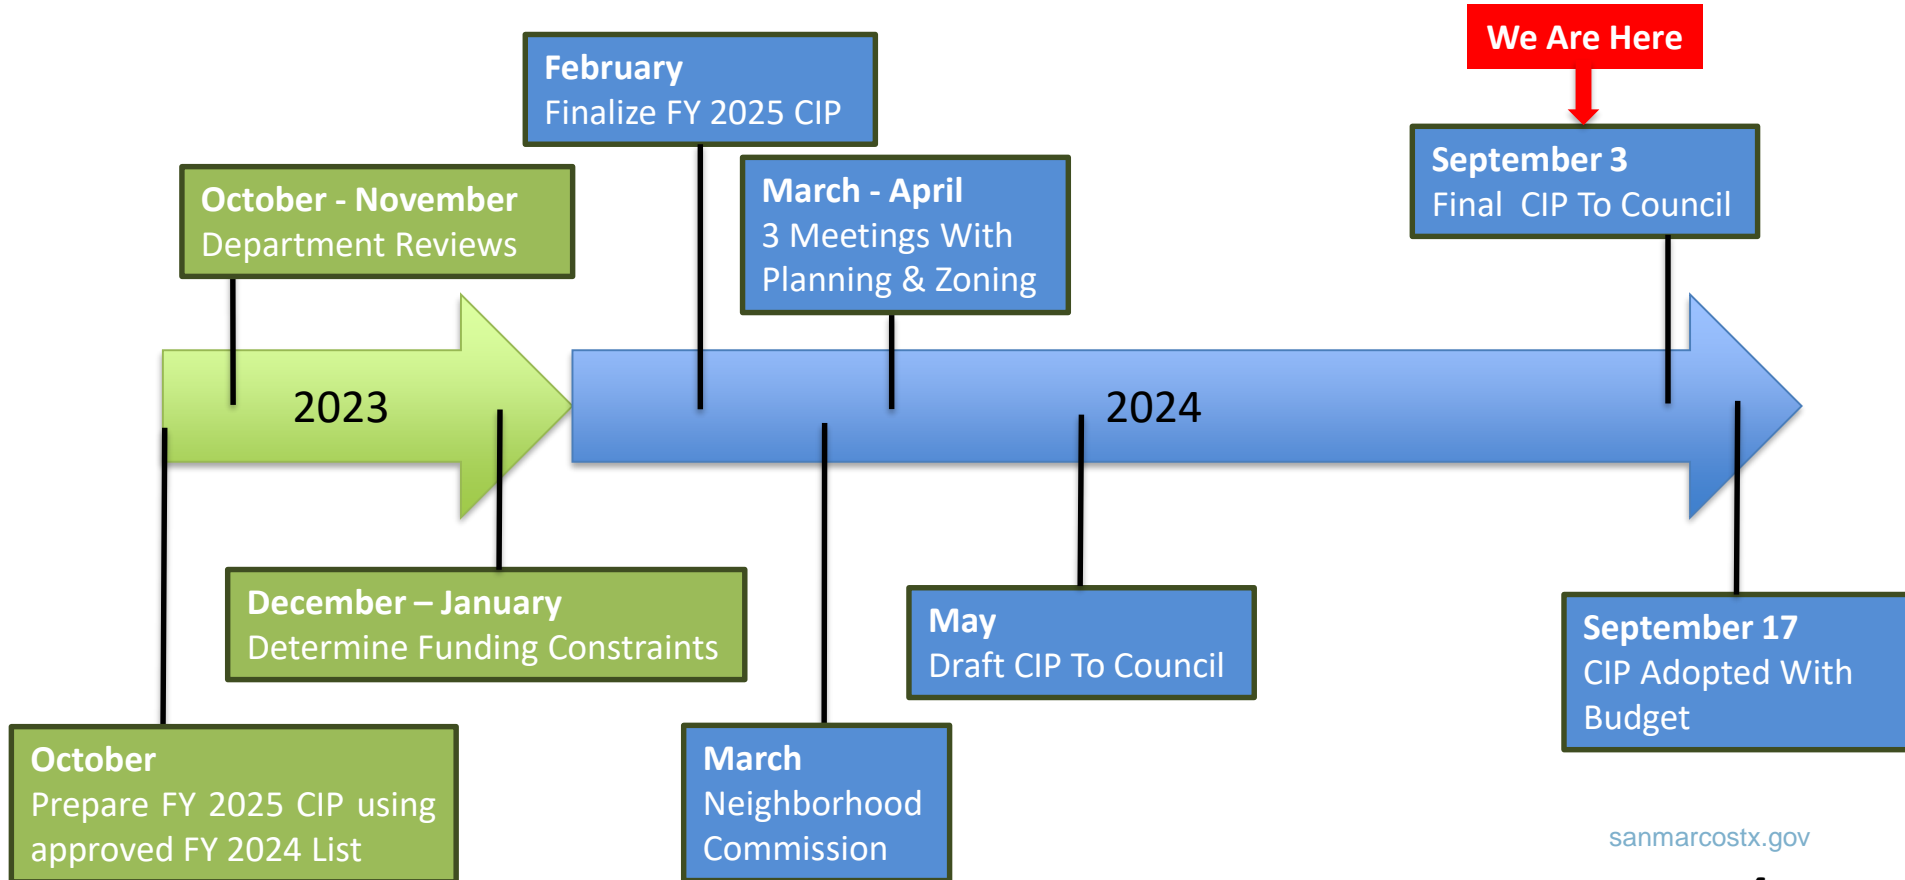 We Are Here
February
Finalize FY 2025 CIP
September 3
Final CIP To Council
October - November
Department Reviews
March - April
3 Meetings With
Planning & Zoning
2023
2024
December – January
Determine Funding Constraints
May
Draft CIP To Council
September 17
CIP Adopted With
Budget
October
Prepare FY 2025 CIP using
approved FY 2024 List
March
Neighborhood
Commission
sanmarcostx.gov